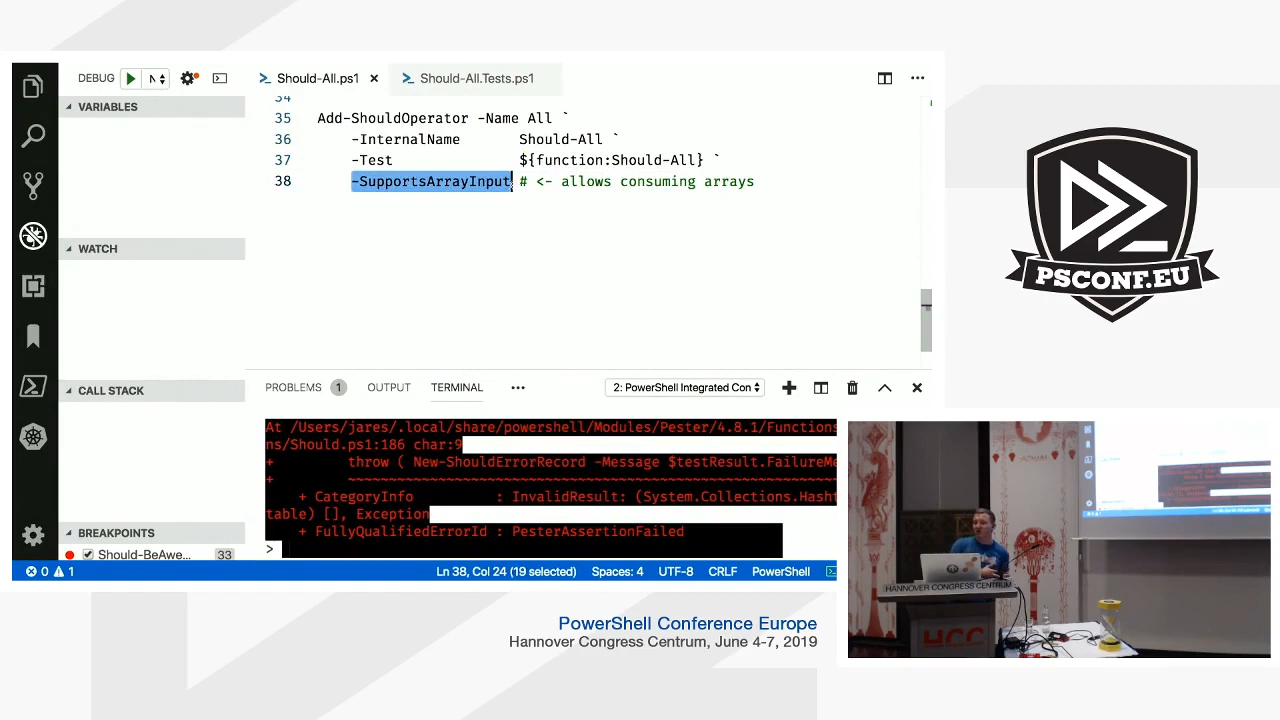 DEBUG
N
Should-All.ps1
Should-All.Tests.ps1
VARIABLES
WATCH
CALL STACK
BREAKPOINTS
Should-BeAwe... 33
34
35 Add-ShouldOperator -Name All `
36 -InternalName Should-All `
37 -Test ${function:Should-All} `
38 -SupportsArrayInput # <- allows consuming arrays
PROBLEMS 1 OUTPUT TERMINAL 2: PowerShell Integrated Con
At /Users/jares/.local/share/powershell/Modules/Pester/4.8.1/Functions
ns/Should.ps1:186 char:9
+ throw ( New-ShouldErrorRecord -Message $testResult.FailureMe
+ ~~~~~~~~~~~~~~~~~~~~~~~~~~~~~~~~~~~~~~~~~~~~~~~~~~~~~~~~~~~~
+ CategoryInfo : InvalidResult: (System.Collections.Hasht
table) [], Exception
+ FullyQualifiedErrorId : PesterAssertionFailed
>
0 1 Ln 38, Col 24 (19 selected) Spaces: 4 UTF-8 CRLF PowerShell
PSCONF.EU
HANNOVER CONGRESS CENTRUM
HCC
PowerShell Conference Europe
Hannover Congress Centrum, June 4-7, 2019